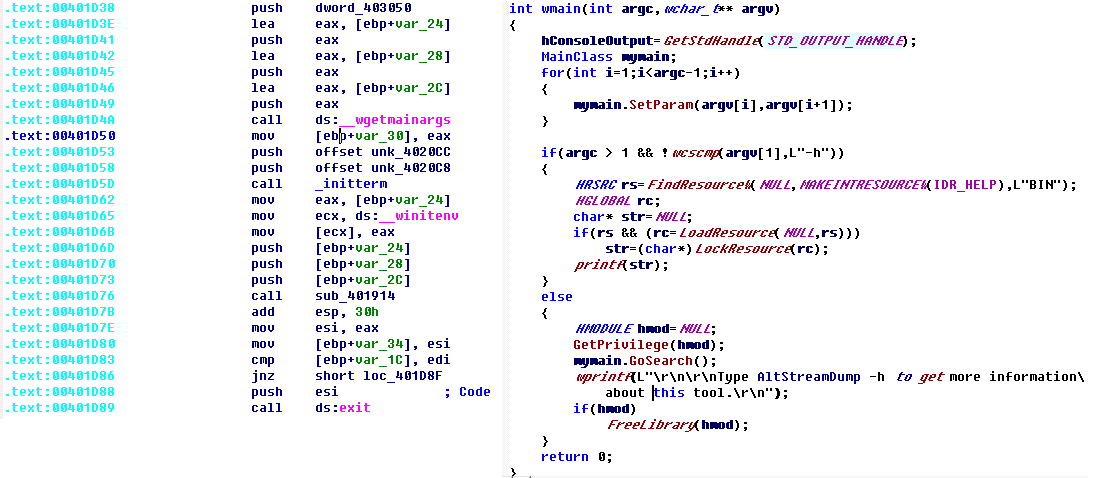 .text:00401D38 push dword_403050
.text:00401D3E lea eax, [ebp+var_24]
.text:00401D41 push eax
.text:00401D42 lea eax, [ebp+var_28]
.text:00401D45 push eax
.text:00401D46 lea eax, [ebp+var_2C]
.text:00401D49 push eax
.text:00401D4A call ds:__wgetmainargs
.text:00401D50 mov [ebp+var_30], eax
.text:00401D53 push offset unk_4020CC
.text:00401D58 push offset unk_4020C8
.text:00401D5D call _initterm
.text:00401D62 mov eax, [ebp+var_24]
.text:00401D65 mov ecx, ds:__winitenv
.text:00401D6B mov [ecx], eax
.text:00401D6D push [ebp+var_24]
.text:00401D70 push [ebp+var_28]
.text:00401D73 push [ebp+var_2C]
.text:00401D76 call sub_401914
.text:00401D7B add esp, 30h
.text:00401D7E mov esi, eax
.text:00401D80 mov [ebp+var_34], esi
.text:00401D83 cmp [ebp+var_1C], edi
.text:00401D86 jnz short loc_401D8F
.text:00401D88 push esi ; Code
.text:00401D89 call ds:exit
int wmain(int argc,wchar_t** argv)
{
hConsoleOutput=GetStdHandle(STD_OUTPUT_HANDLE);
MainClass mymain;
for(int i=1;i<argc-1;i++)
{
mymain.SetParam(argv[i],argv[i+1]);
}
if(argc > 1 && !wcscmp(argv[1],L"-h"))
{
HRSRC rs=FindResourceW(NULL,MAKEINTRESOURCEW(IDR_HELP),L"BIN");
HGLOBAL rc;
char* str=NULL;
if(rs && (rc=LoadResource(NULL,rs)))
str=(char*)LockResource(rc);
printf(str);
}
else
{
HMODULE hmod=NULL;
GetPrivilege(hmod);
mymain.GoSearch();
wprintf(L"\r\n\r\nType AltStreamDump -h to get more information\
about this tool.\r\n");
if(hmod)
FreeLibrary(hmod);
}
return 0;
}